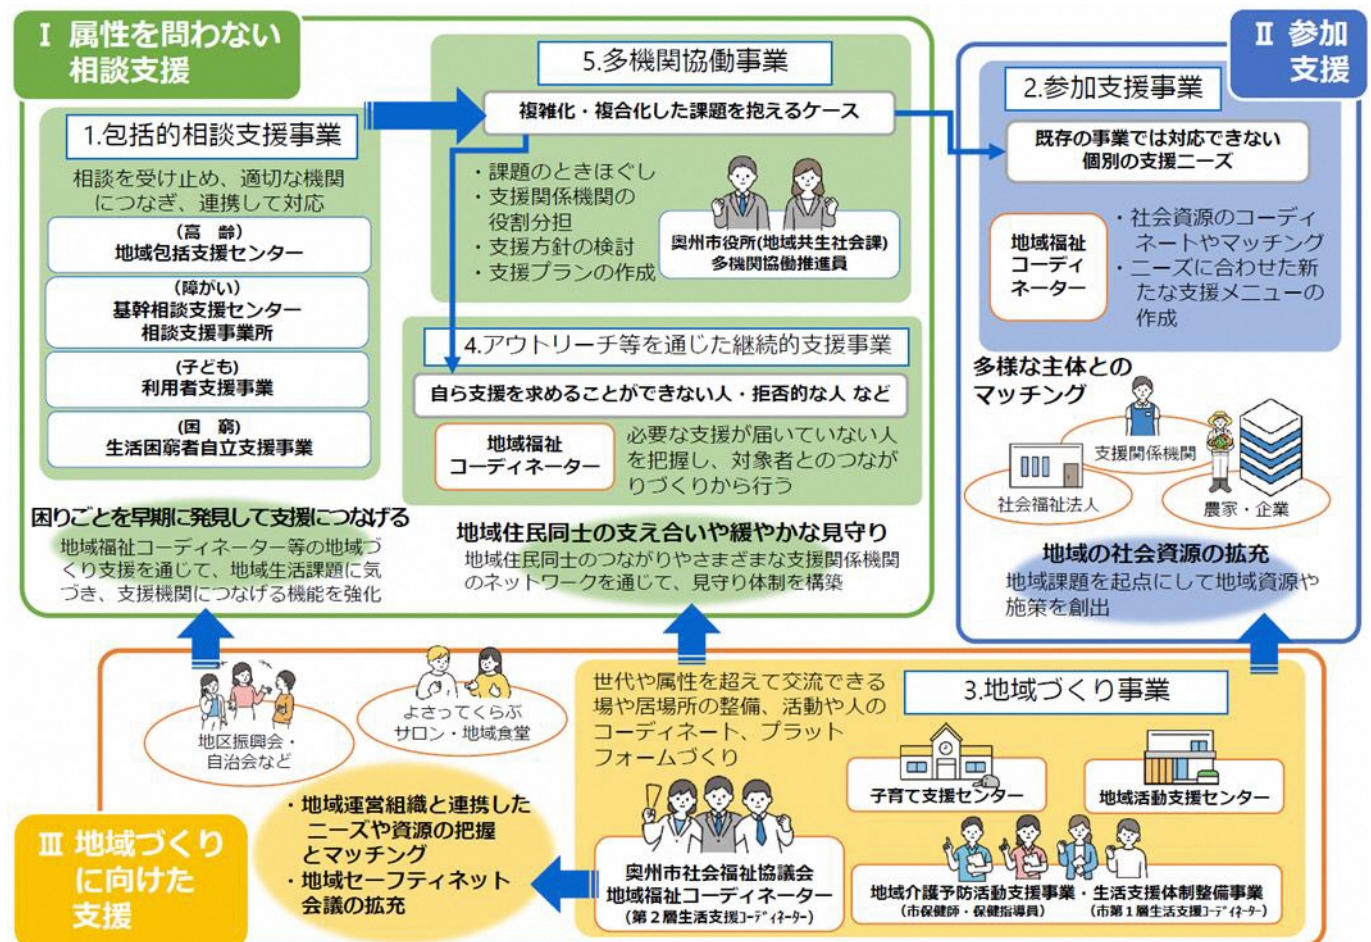 Ⅰ 属性を問わない
相談支援
1.包括的相談支援事業
相談を受け止め、適切な機関
につなぎ、連携して対応
(高　齢)
地域包括支援センター
(障がい)
基幹相談支援センター
相談支援事業所
(子ども)
利用者支援事業
(困　窮)
生活困窮者自立支援事業
困りごとを早期に発見して支援につなげる
地域福祉コーディネーター等の地域づ
くり支援を通じて、地域生活課題に気
づき、支援機関につなげる機能を強化
5.多機関協働事業
複雑化・複合化した課題を抱えるケース
・課題のときほぐし
・支援関係機関の
役割分担
・支援方針の検討
・支援プランの作成
奥州市役所(地域共生社会課)
多機関協働推進員
4.アウトリーチ等を通じた継続的支援事業
自ら支援を求めることができない人・拒否的な人 など
地域福祉
コーディネーター
必要な支援が届いていない人
を把握し、対象者とのつなが
りづくりから行う
地域住民同士の支え合いや緩やかな見守り
地域住民同士のつながりやさまざまな支援関係機関
のネットワークを通じて、見守り体制を構築
Ⅱ 参加
支援
2.参加支援事業
既存の事業では対応できない
個別の支援ニーズ
地域福祉
コーディ
ネーター
・社会資源のコーディ
ネートやマッチング
・ニーズに合わせた新
たな支援メニューの
作成
多様な主体との
マッチング
支援関係機関
社会福祉法人
農家・企業
地域の社会資源の拡充
地域課題を起点にして地域資源や
施策を創出
Ⅲ 地域づくり
に向けた
支援
地区振興会・
自治会など
よさってくらぶ
サロン・地域食堂
・地域運営組織と連携した
ニーズや資源の把握
とマッチング
・地域セーフティネット
会議の拡充
世代や属性を超えて交流できる
場や居場所の整備、活動や人の
コーディネート、プラット
フォームづくり
3.地域づくり事業
奥州市社会福祉協議会
地域福祉コーディネーター
(第２層生活支援ｺｰﾃﾞｨﾈｰﾀｰ)
子育て支援センター
地域活動支援センター
地域介護予防活動支援事業・生活支援体制整備事業
(市保健師・保健指導員)
(市第１層生活支援ｺｰﾃﾞｨﾈｰﾀｰ)